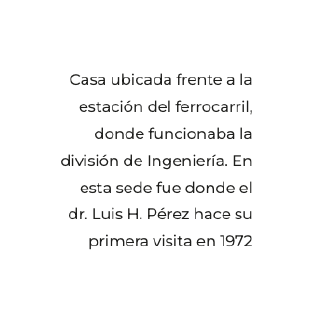 Casa ubicada frente a la
estación del ferrocarril,
donde funcionaba la
división de Ingeniería. En
esta sede fue donde el
dr. Luis H. Pérez hace su
primera visita en 1972